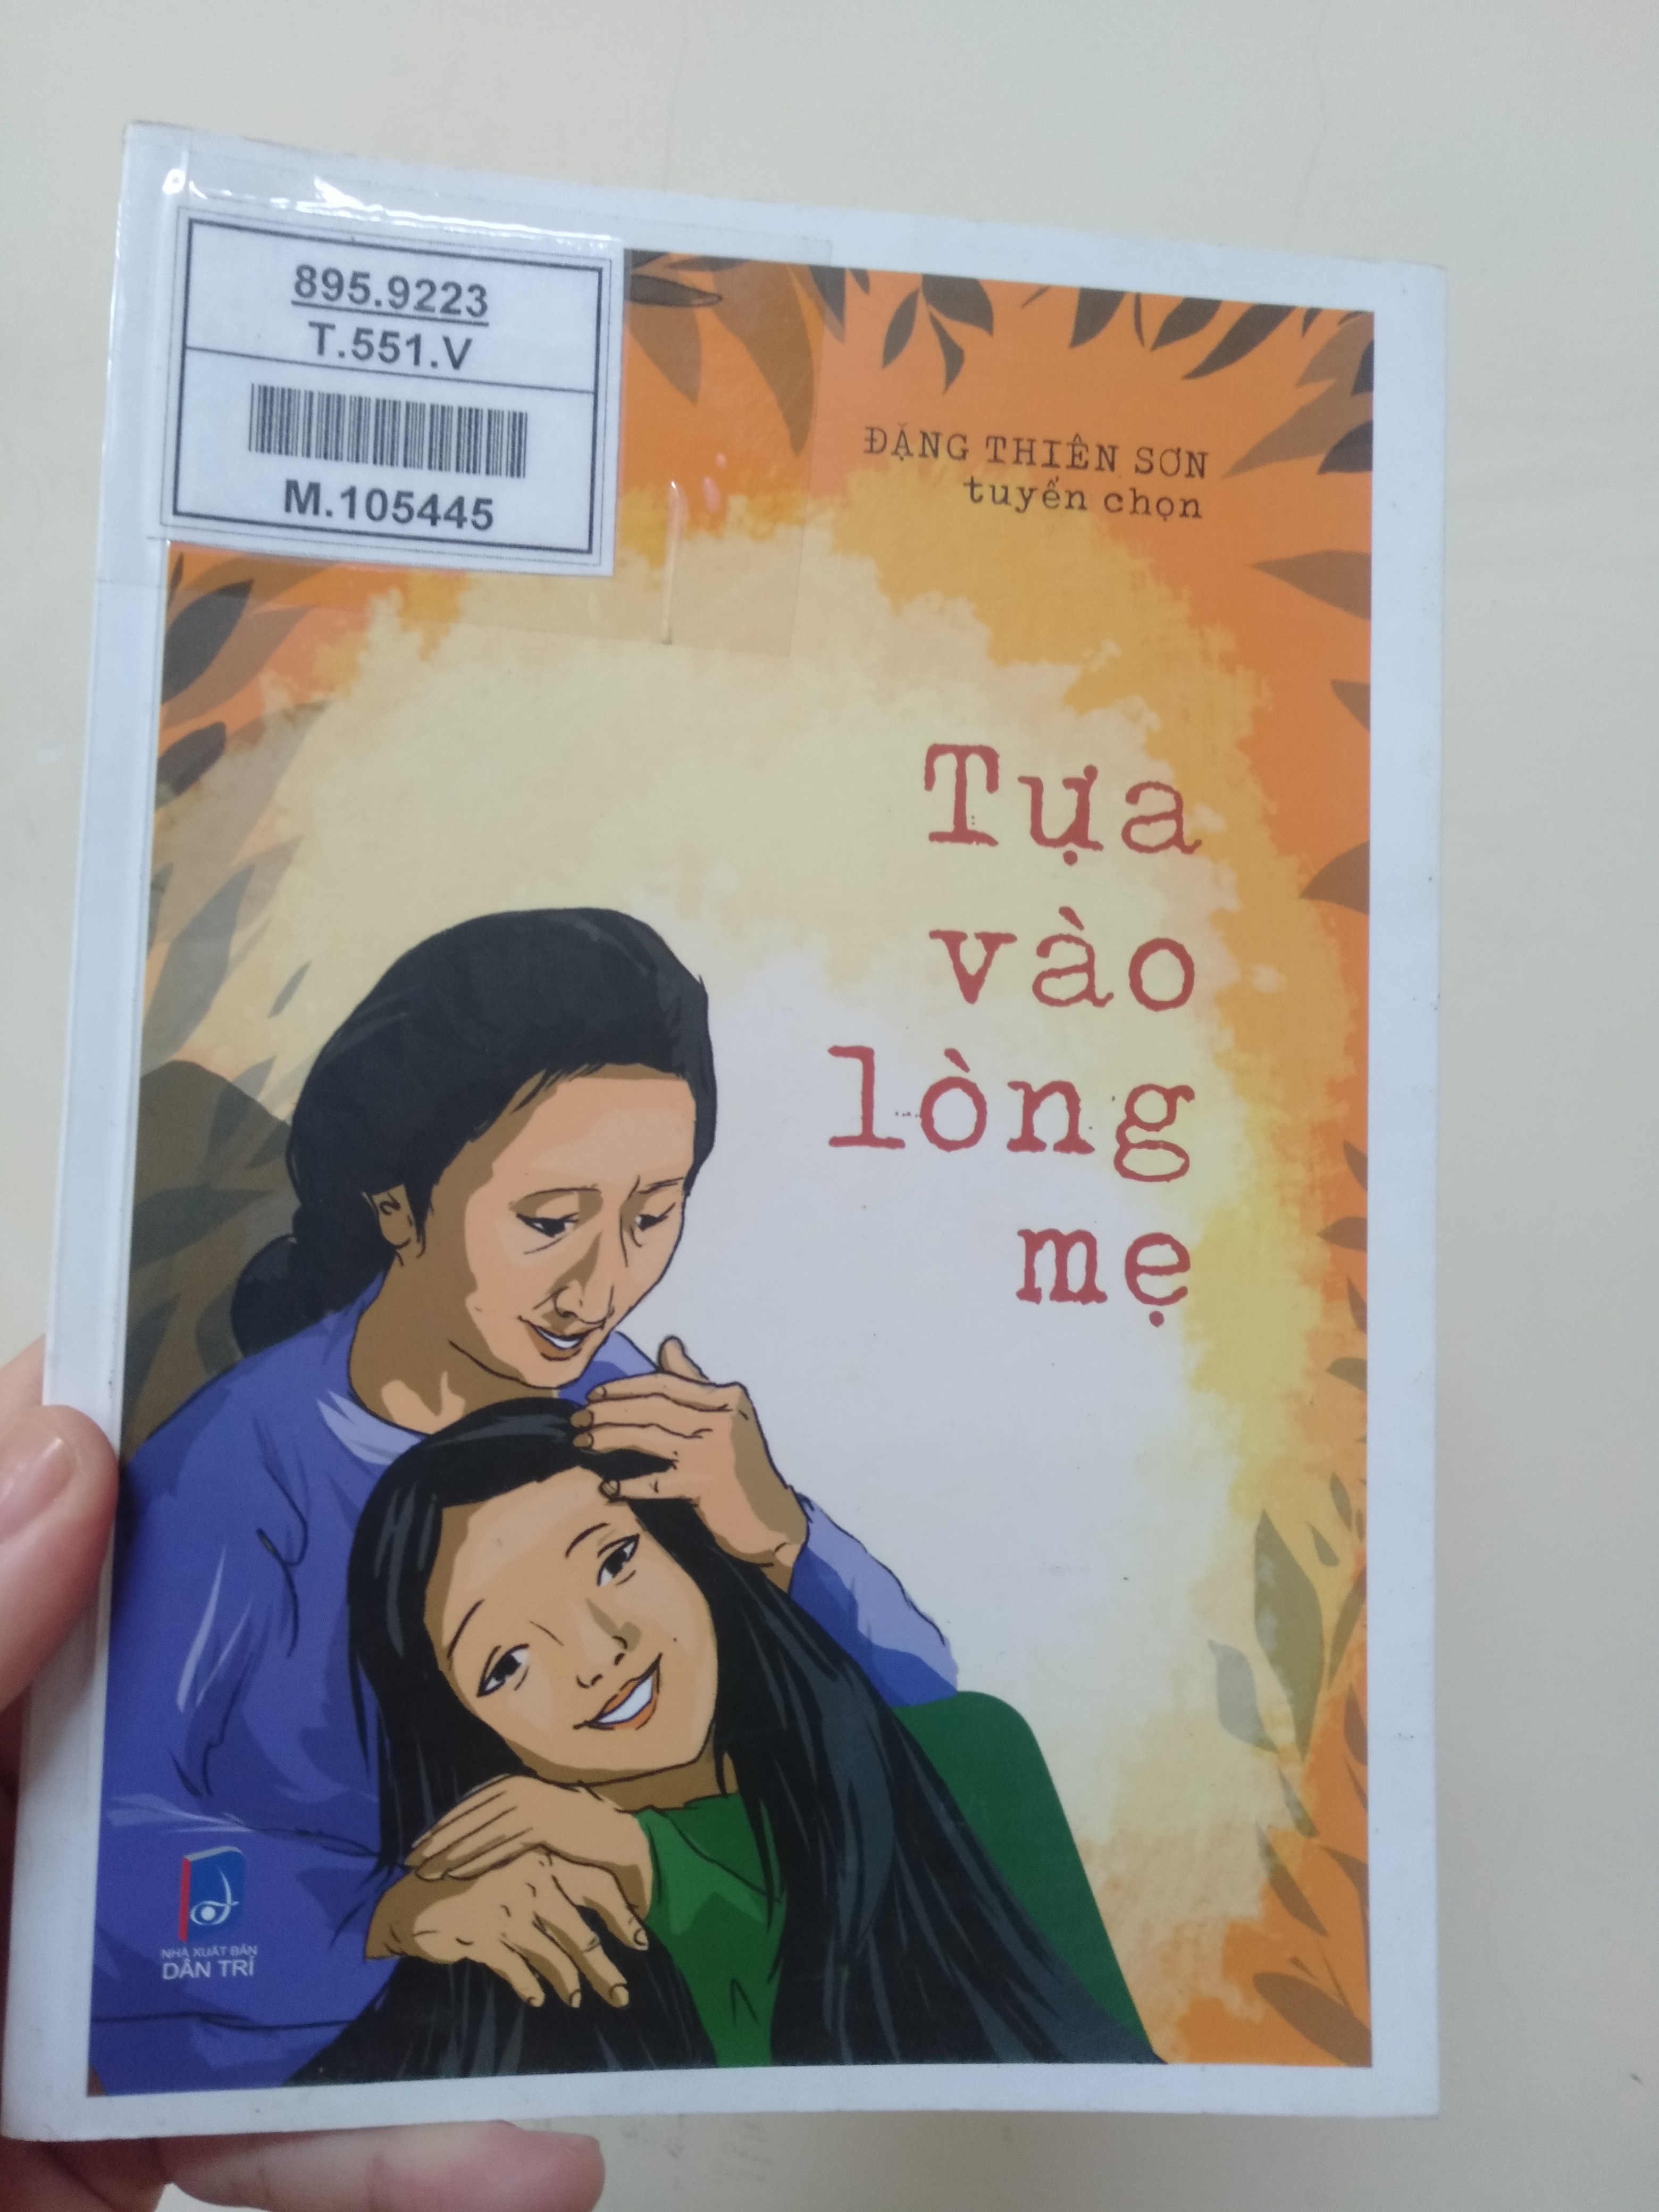 895.9223
T.551.V
M.105445
ĐẶNG THIÊN SƠN
tuyển chọn
Tựa
vào
lòng
mẹ
NHÀ XUẤT BẢN
DÂN TRÍ